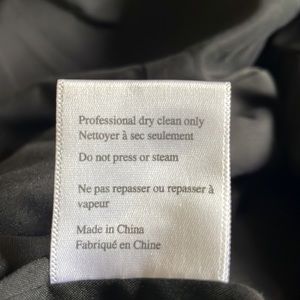 Professional dry clean only
Nettoyer à sec seulement
Do not press or steam
Ne pas repasser ou repasser à
vapeur
Made in China
Fabriqué en Chine